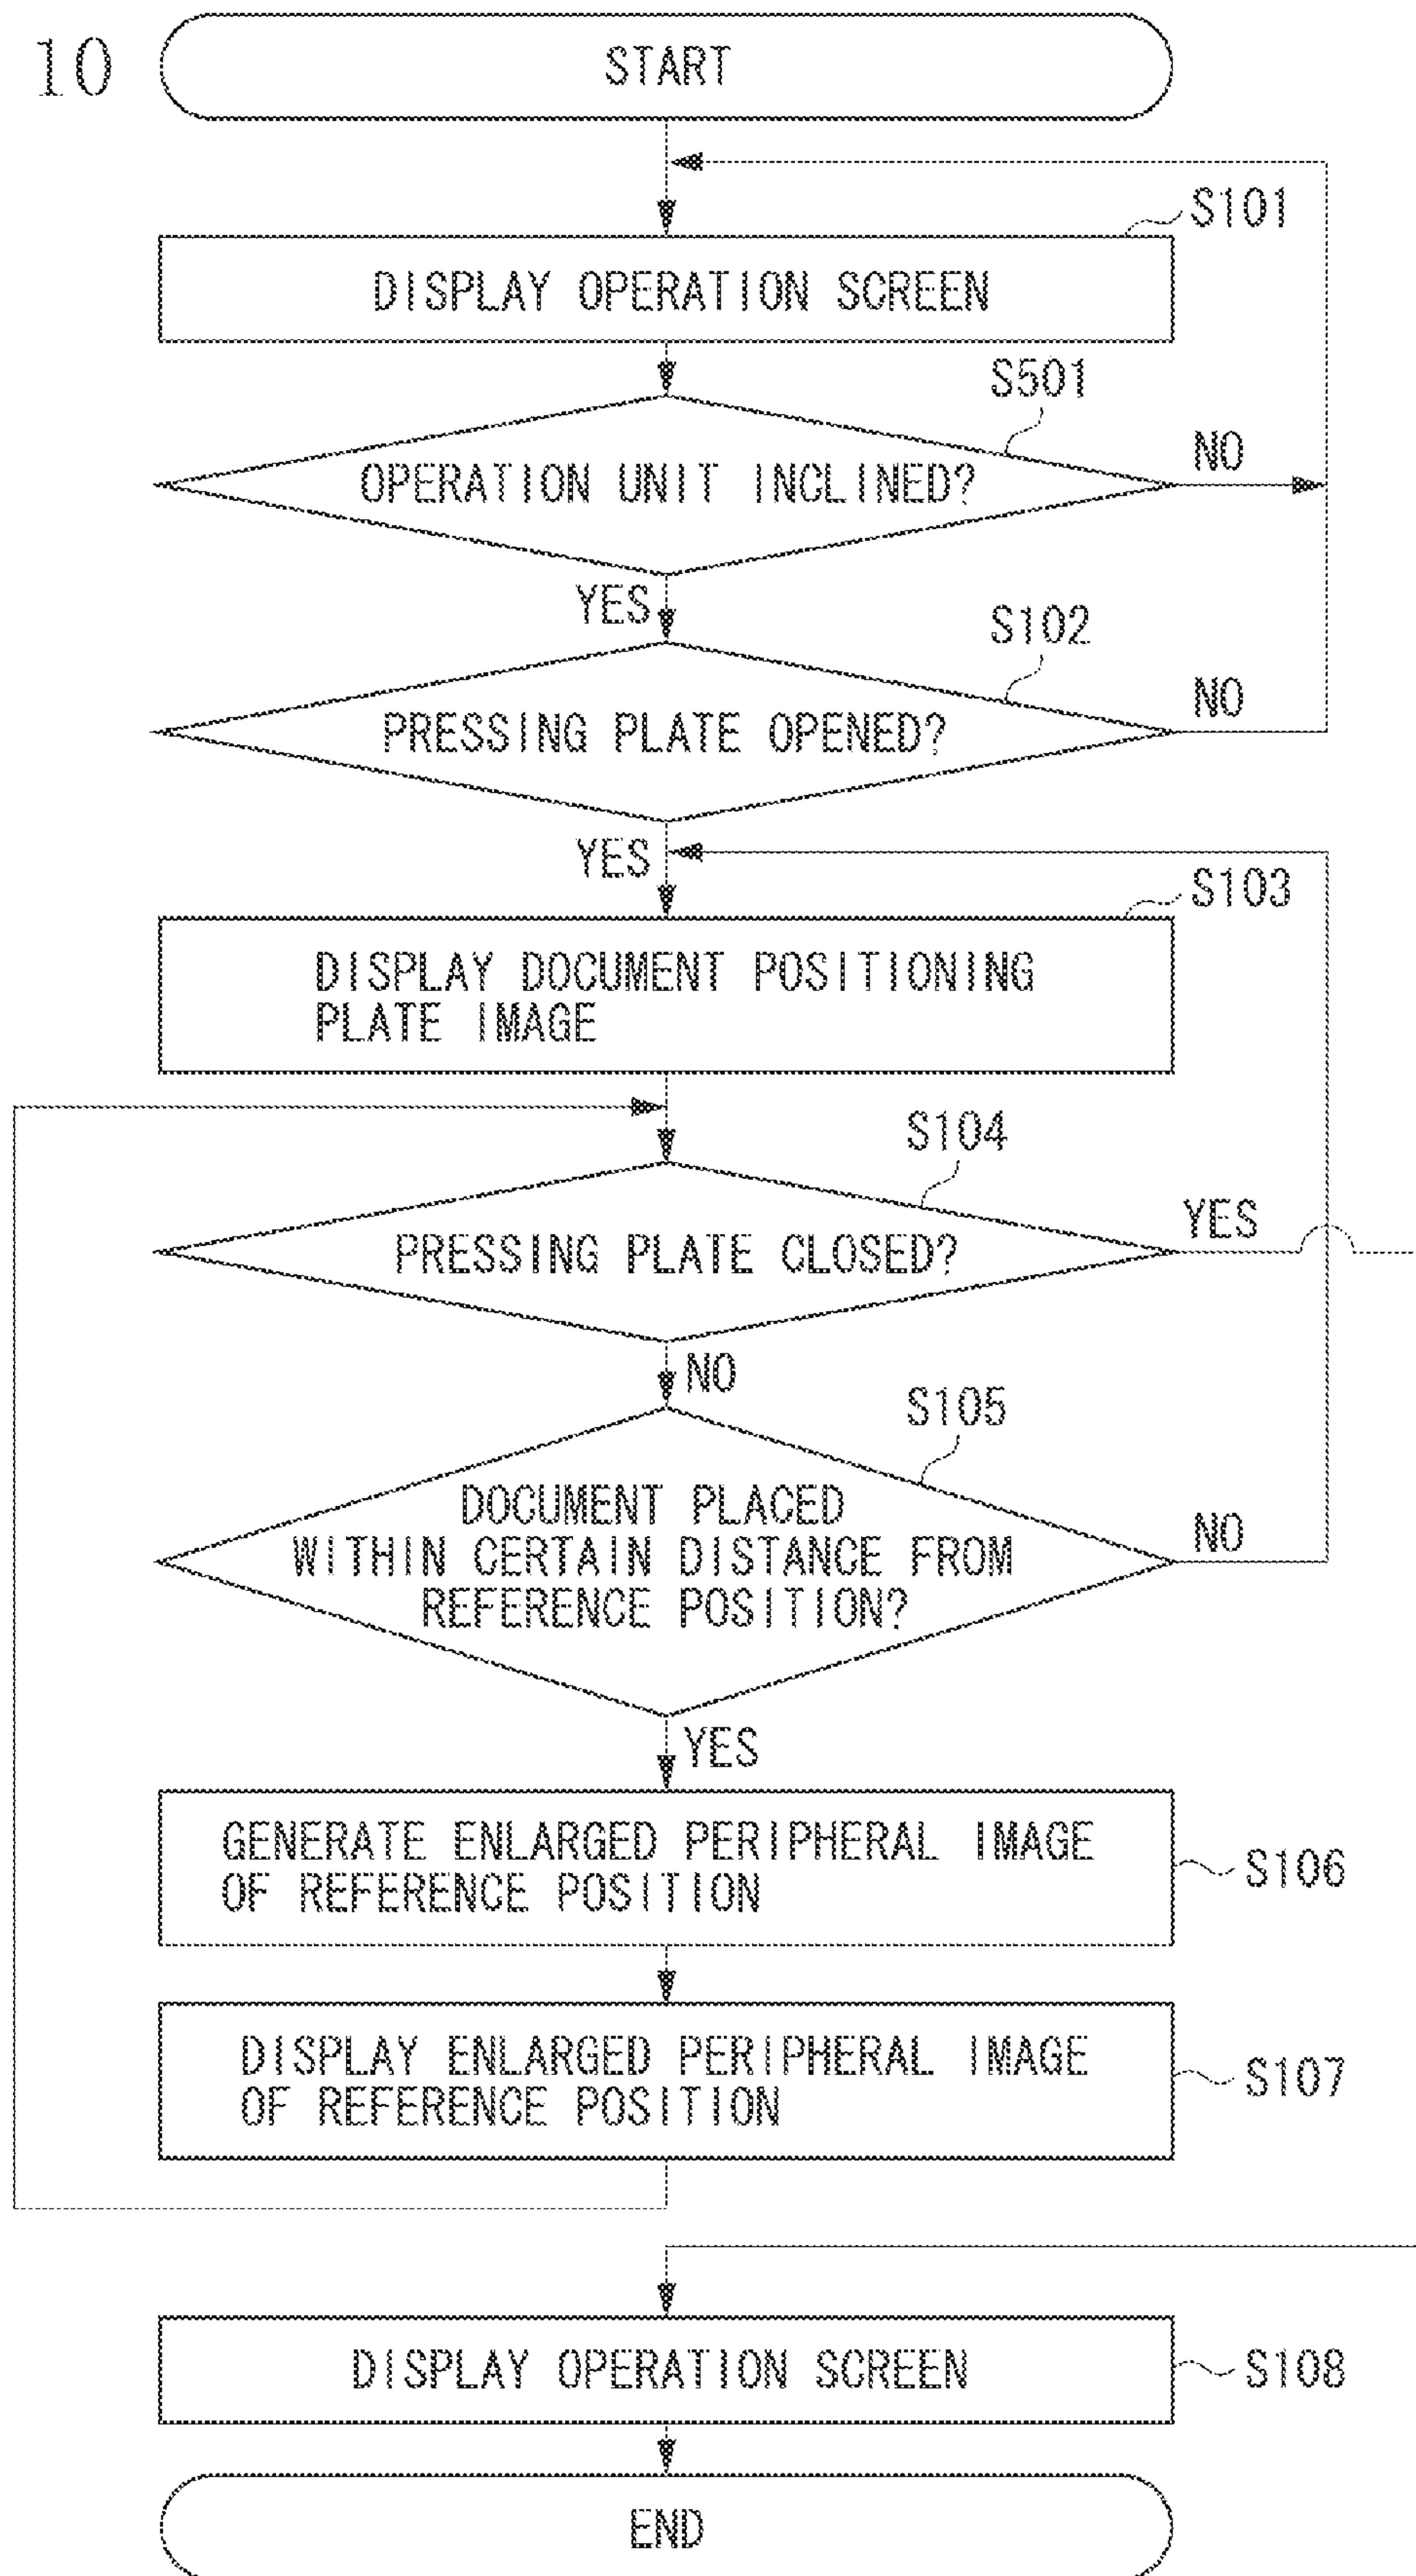 10
START
S101
DISPLAY OPERATION SCREEN
S501
OPERATION UNIT INCLINED?
NO
YES
S102
PRESSING PLATE OPENED?
NO
YES
S103
DISPLAY DOCUMENT POSITIONING
PLATE IMAGE
S104
PRESSING PLATE CLOSED?
YES
NO
S105
DOCUMENT PLACED
WITHIN CERTAIN DISTANCE FROM
REFERENCE POSITION?
NO
YES
GENERATE ENLARGED PERIPHERAL IMAGE
OF REFERENCE POSITION
S106
DISPLAY ENLARGED PERIPHERAL IMAGE
OF REFERENCE POSITION
S107
DISPLAY OPERATION SCREEN
S108
END